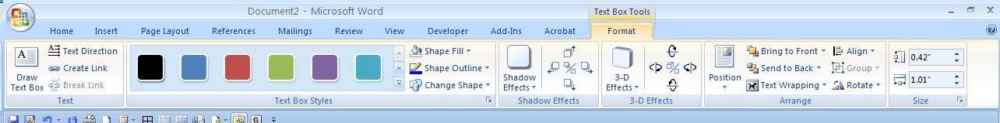 Document2 - Microsoft Word
Text Box Tools
Home Insert Page Layout References Mailings Review View Developer Add-Ins Acrobat Format
Draw Text Box
Text Direction
Create Link
Break Link
Text
Shape Fill
Shape Outline
Change Shape
Text Box Styles
Shadow Effects
Shadow Effects
3-D Effects
3-D Effects
Position
Bring to Front
Send to Back
Text Wrapping
Align
Group
Rotate
Arrange
0.42"
1.01"
Size